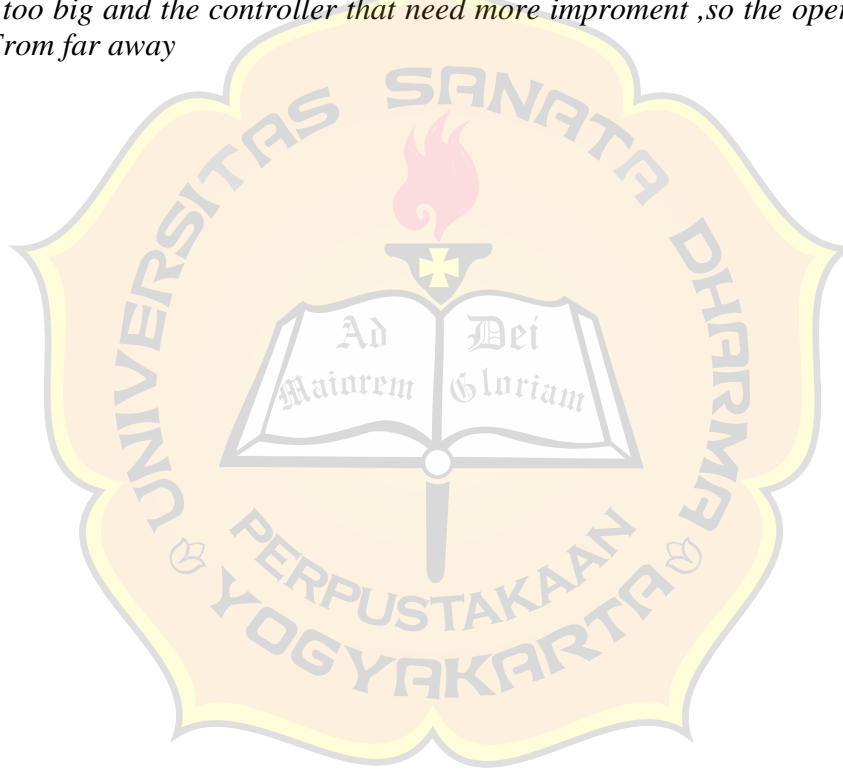 too big and the controller that need more improment ,so the oper
from far away
UNIVERSITAS SANATA DHARMA
Ad Dei
Maiorem Gloriam
PERPUSTAKAAN
YOGYAKARTA